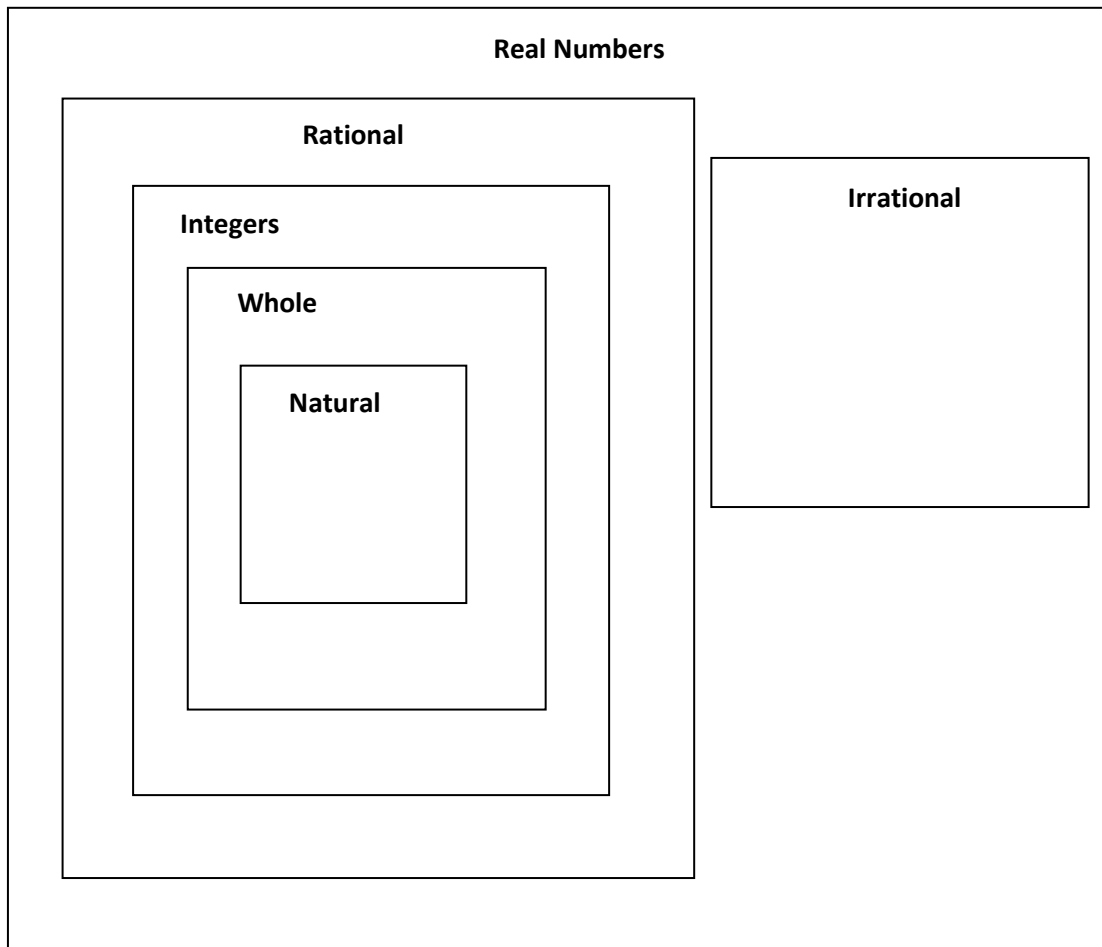 Real Numbers
Rational
Irrational
Integers
Whole
Natural